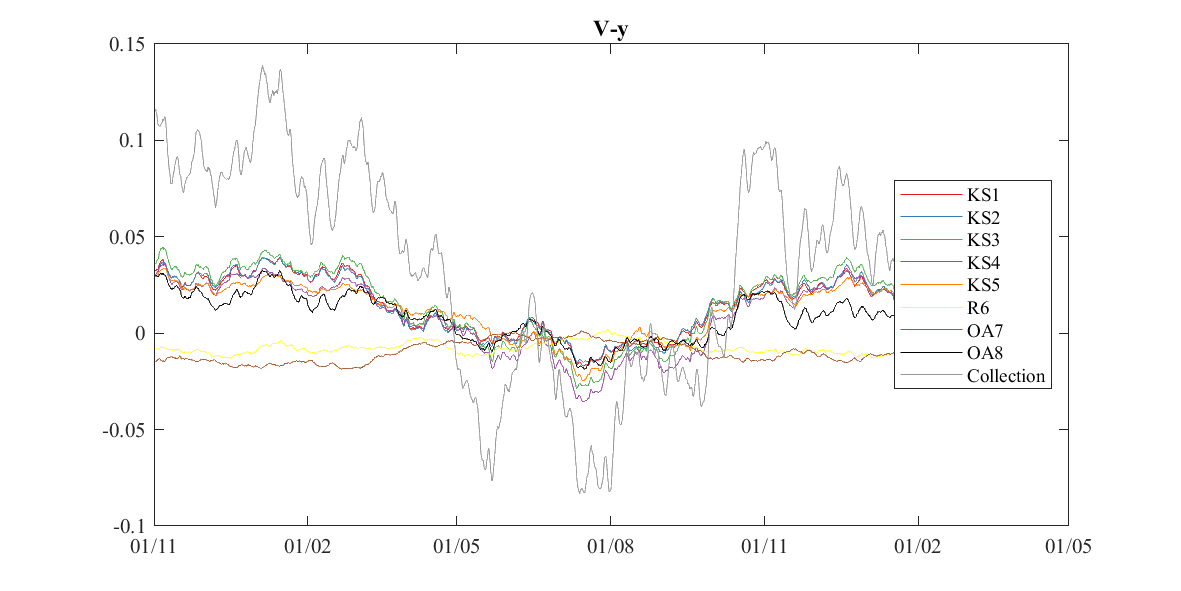 V-y
0.15
0.1
0.05
0
-0.05
-0.1
01/11
01/02
01/05
01/08
01/11
01/02
01/05
KS1
KS2
KS3
KS4
KS5
R6
OA7
OA8
Collection